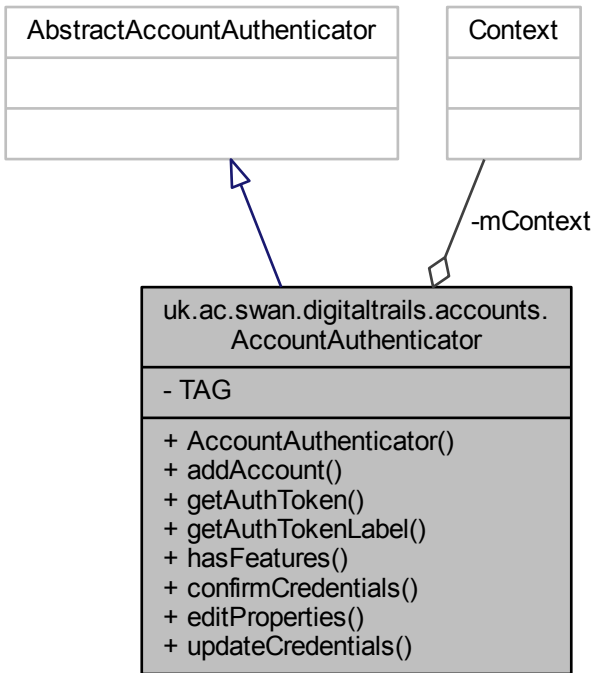 AbstractAccountAuthenticator
Context
-mContext
uk.ac.swan.digitaltrails.accounts.
AccountAuthenticator
- TAG
+ AccountAuthenticator()
+ addAccount()
+ getAuthToken()
+ getAuthTokenLabel()
+ hasFeatures()
+ confirmCredentials()
+ editProperties()
+ updateCredentials()